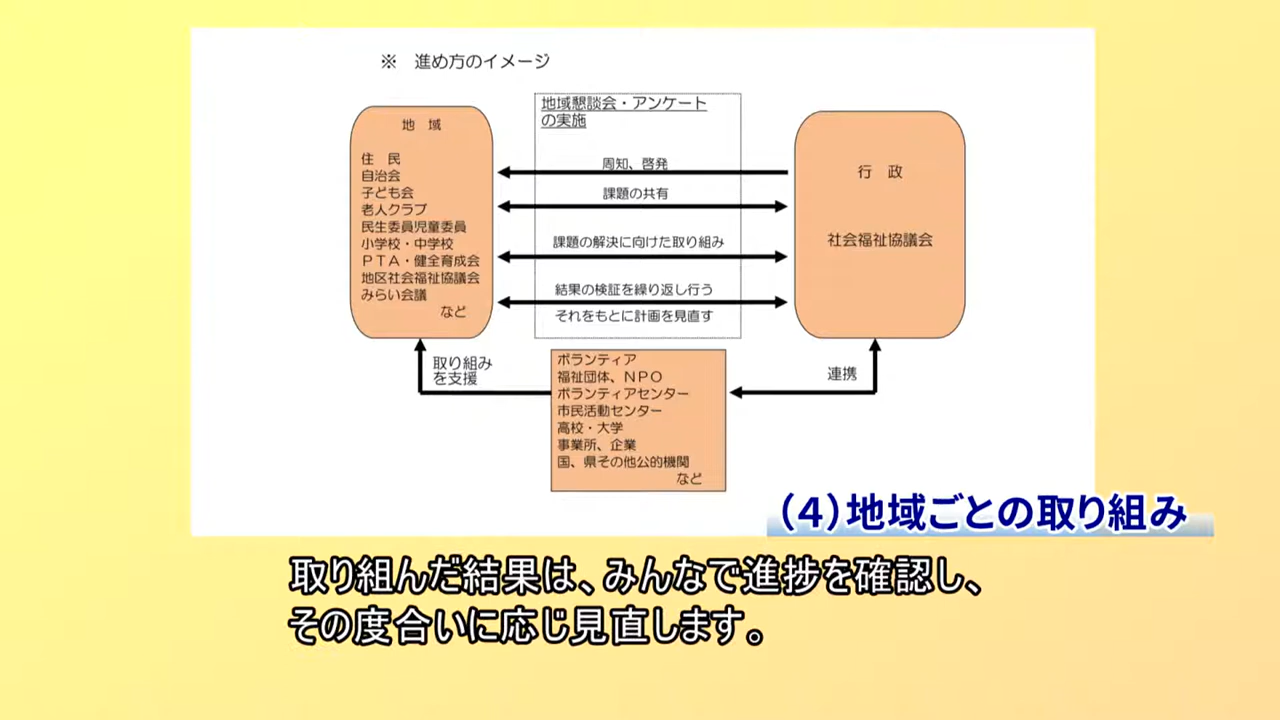 ※　進め方のイメージ
地　域
住　民
自治会
子ども会
老人クラブ
民生委員児童委員
小学校・中学校
ＰＴＡ・健全育成会
地区社会福祉協議会
みらい会議
など
地域懇談会・アンケート
の実施
周知、啓発
課題の共有
課題の解決に向けた取り組み
結果の検証を繰り返し行う
それをもとに計画を見直す
行　政
社会福祉協議会
取り組み
を支援
ボランティア
福祉団体、ＮＰＯ
ボランティアセンター
市民活動センター
高校・大学
事業所、企業
国、県その他公的機関
など
連携
（４）地域ごとの取り組み
取り組んだ結果は、みんなで進捗を確認し、
その度合いに応じ見直します。